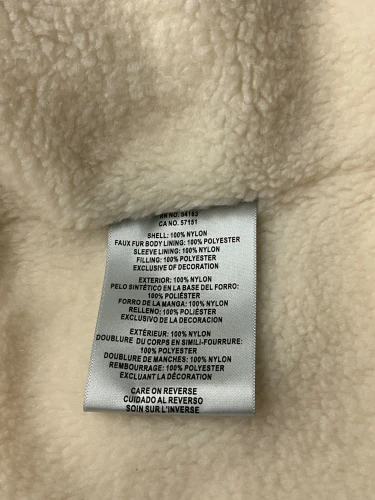 RN NO. 54163
CA NO. 57151
SHELL: 100% NYLON
FAUX FUR BODY LINING: 100% POLYESTER
SLEEVE LINING: 100% NYLON
FILLING: 100% POLYESTER
EXCLUSIVE OF DECORATION
EXTERIOR: 100% NYLON
PELO SINTÉTICO EN LA BASE DEL FORRO:
100% POLIÉSTER
FORRO DE LA MANGA: 100% NYLON
RELLENO: 100% POLIÉSTER
EXCLUSIVO DE LA DECORACION
EXTÉRIEUR: 100% NYLON
DOUBLURE DU CORPS EN SIMILI-FOURRURE:
100% POLYESTER
DOUBLURE DE MANCHES: 100% NYLON
REMBOURRAGE: 100% POLYESTER
EXCLUANT LA DÉCORATION
CARE ON REVERSE
CUIDADO AL REVERSO
SOIN SUR L'INVERSE